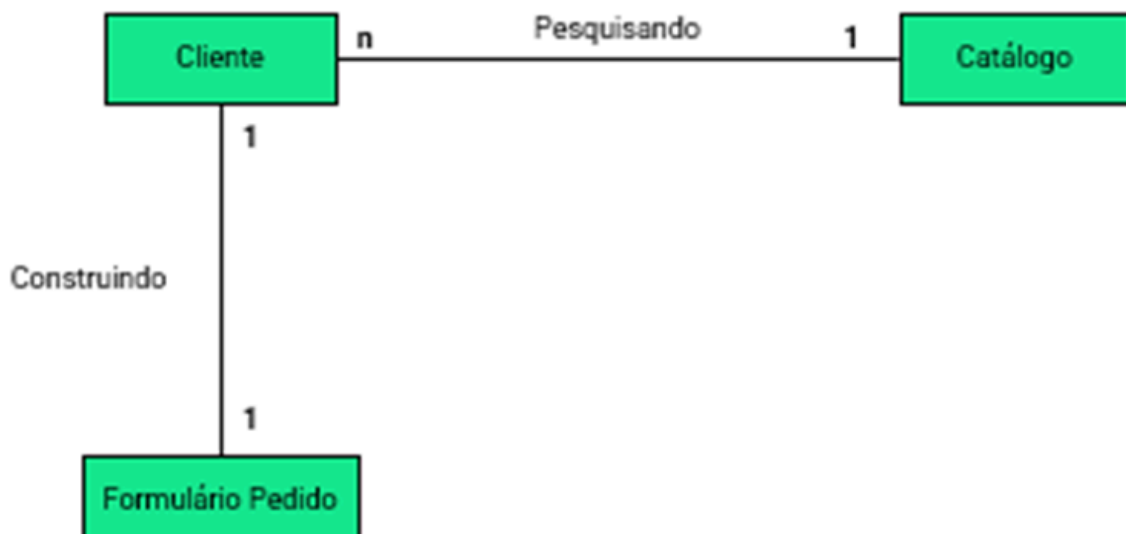 Pesquisando
Cliente
n
1
Catálogo
1
Construindo
1
Formulário Pedido